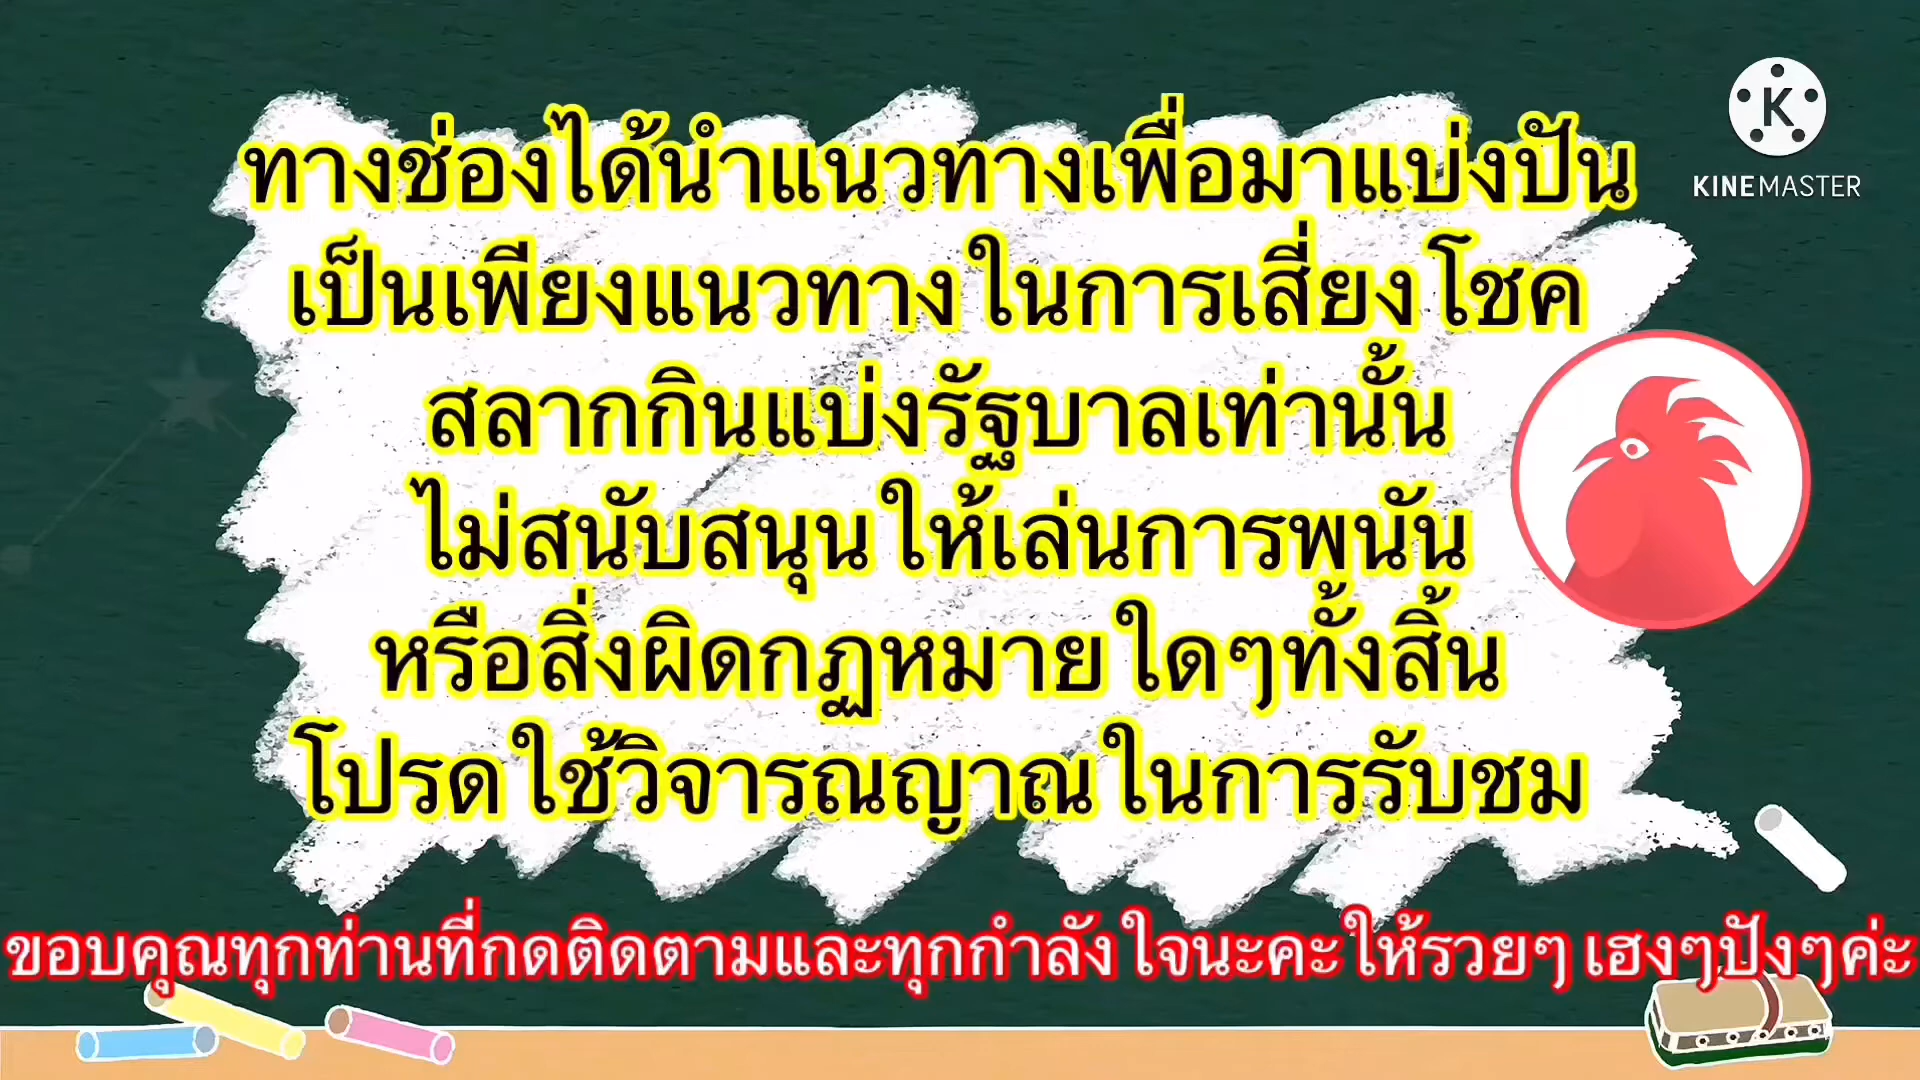 ทางช่องได้นำแนวทางเพื่อมาแบ่งปัน
เป็นเพียงแนวทางในการเสี่ยงโชค
สลากกินแบ่งรัฐบาลเท่านั้น
ไม่สนับสนุนให้เล่นการพนัน
หรือสิ่งผิดกฏหมายใดๆทั้งสิ้น
โปรดใช้วิจารณญาณในการรับชม
ขอบคุณทุกท่านที่กดติดตามและทุกกำลังใจนะคะให้รวยๆเฮงๆปังๆค่ะ
K
KINEMASTER